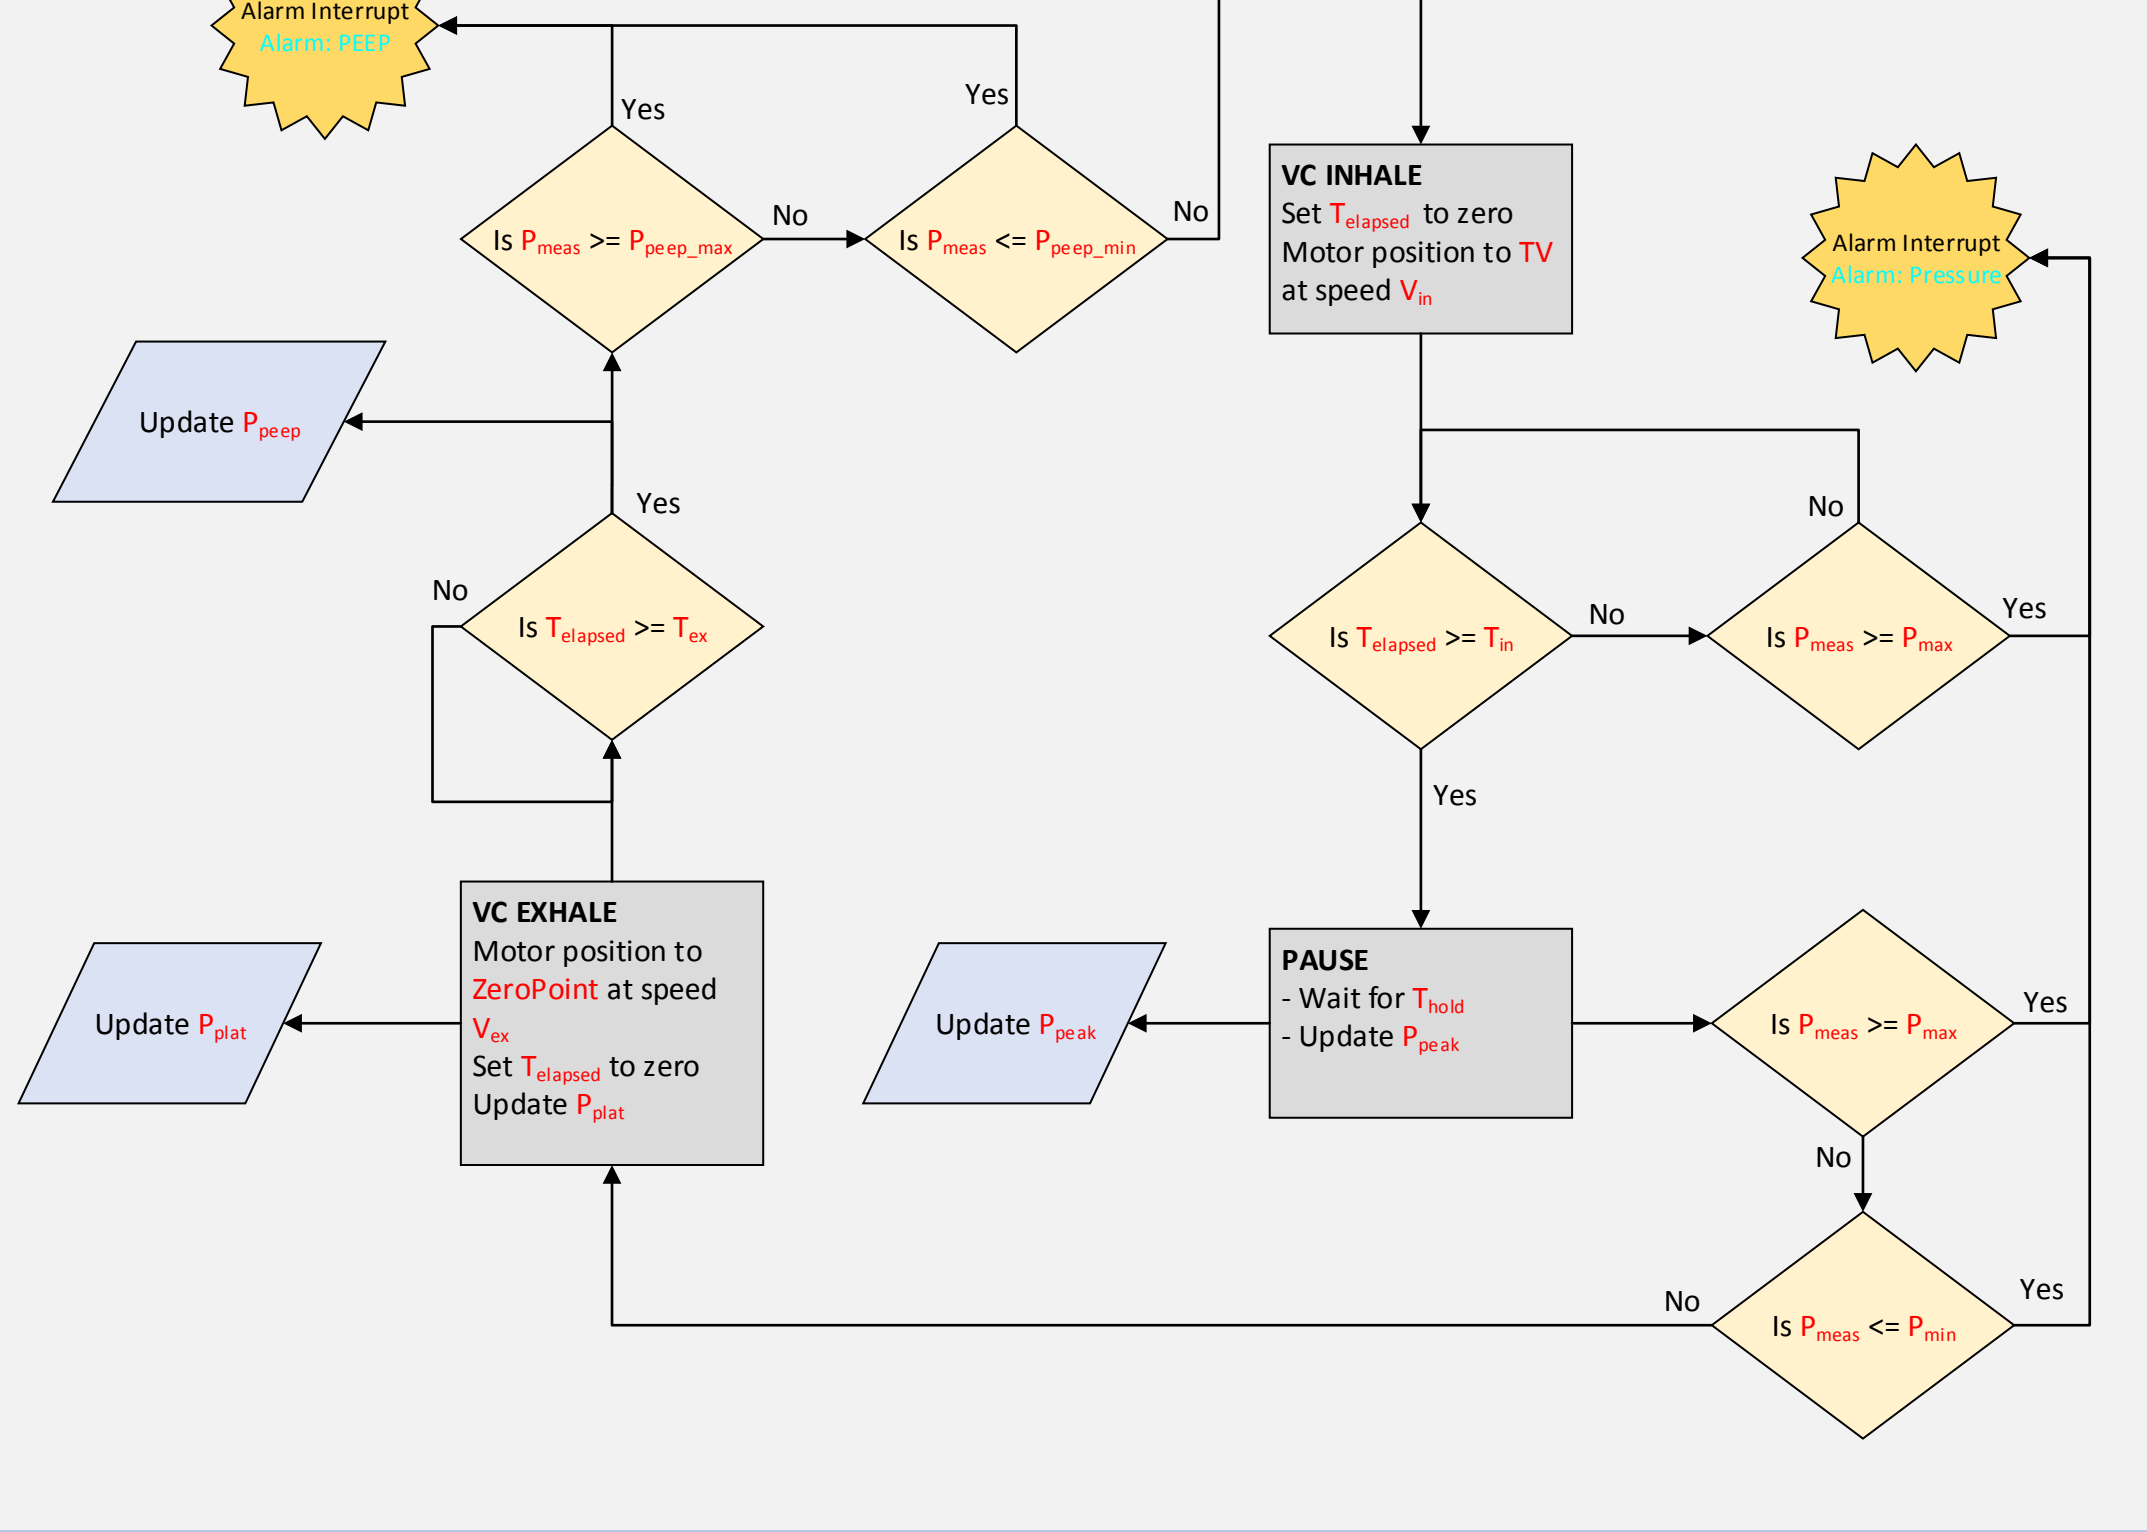 Alarm Interrupt
Alarm: PEEP
Yes
Yes
No
No
Is Pmeas >= Ppeep_max
Is Pmeas <= Ppeep_min
VC INHALE
Set Telapsed to zero
Motor position to TV
at speed Vin
Alarm Interrupt
Alarm: Pressure
Update Ppeep
Yes
No
No
Is Telapsed >= Tex
Is Telapsed >= Tin
No
Is Pmeas >= Pmax
Yes
Yes
VC EXHALE
Motor position to
ZeroPoint at speed
Vex
Set Telapsed to zero
Update Pplat
Update Pplat
Update Ppeak
PAUSE
- Wait for Thold
- Update Ppeak
Is Pmeas >= Pmax
Yes
No
No
Is Pmeas <= Pmin
Yes